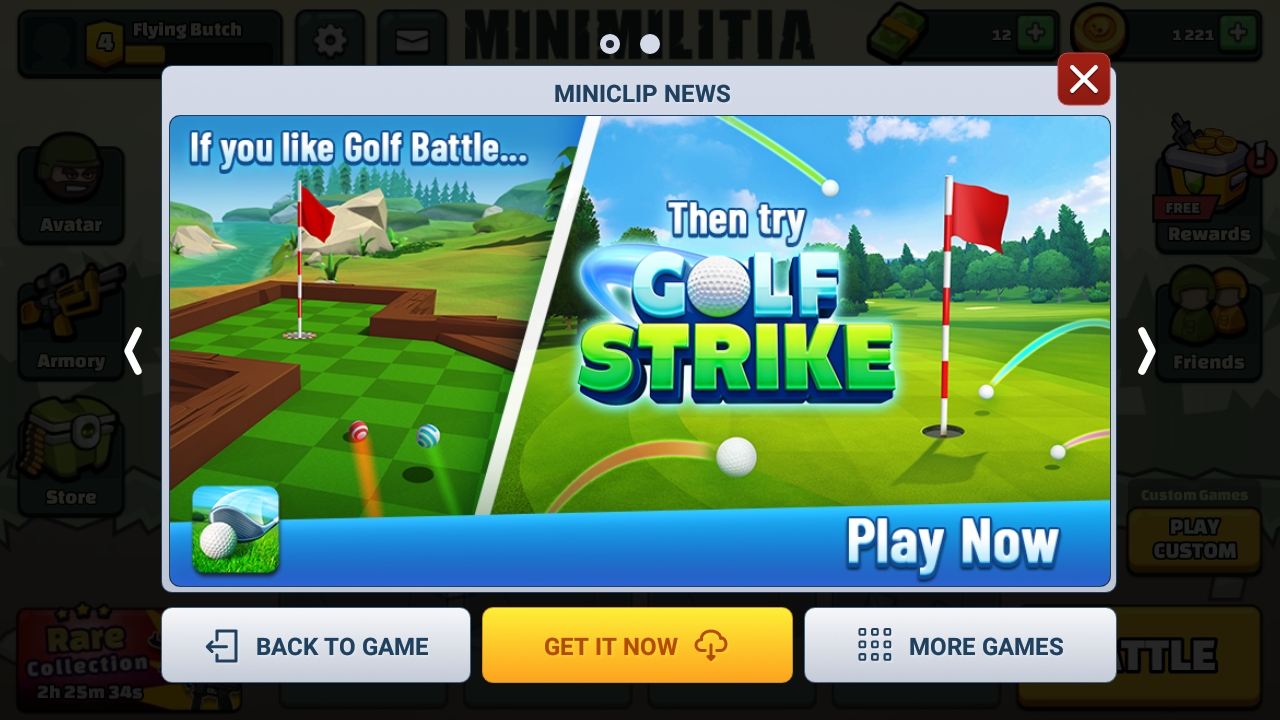 4
Flying Butch
MINIMILITIA
12
1 221
MINICLIP NEWS
If you like Golf Battle...
Then try
GOLF
STRIKE
Play Now
Avatar
Armory
Store
FREE
Rewards
Friends
Custom Games
PLAY
CUSTOM
Rare
Collection
2h 25m 34s
BACK TO GAME
GET IT NOW
MORE GAMES
TTLE